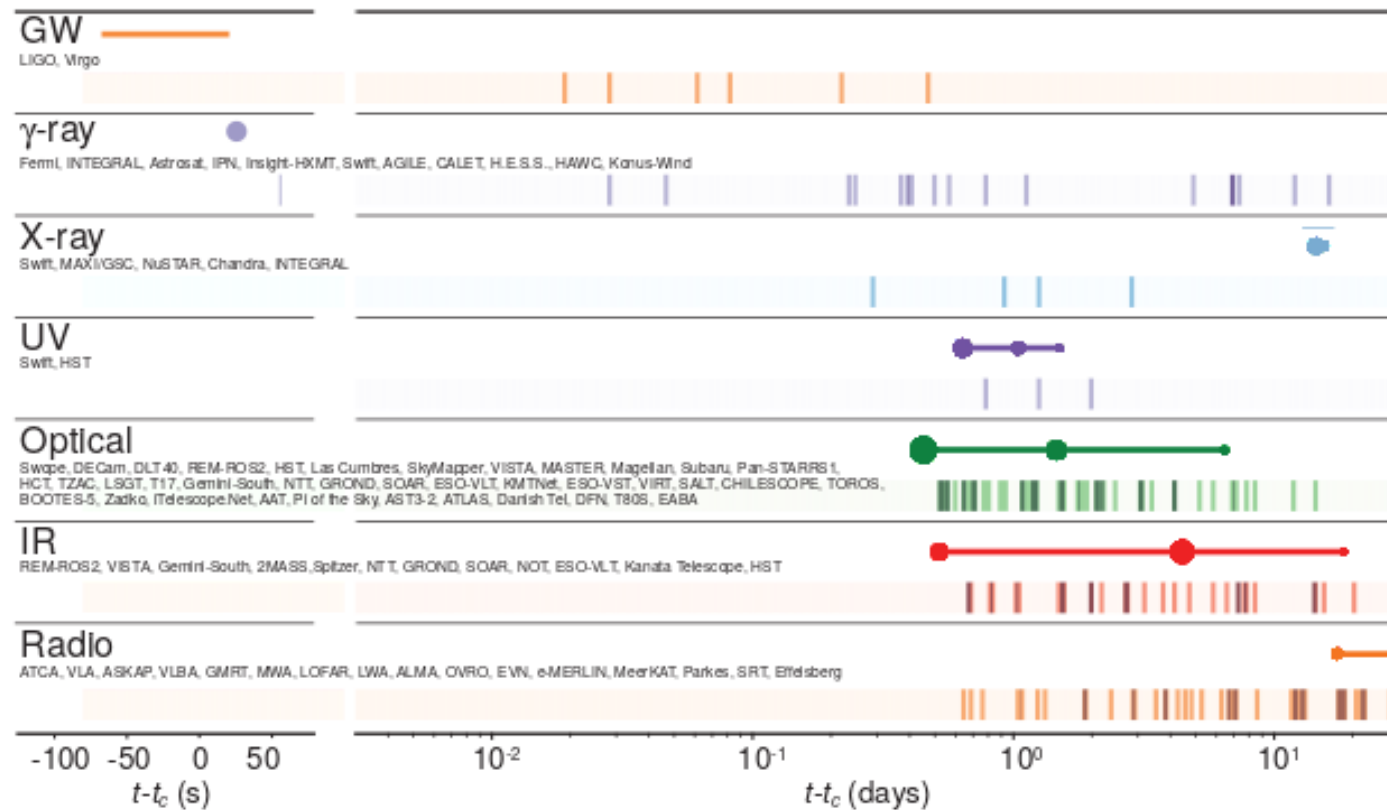 GW
LIGO, Virgo
γ-ray
Fermi, INTEGRAL, Astrosat, IPN, Insight-HXMT, Swift, AGILE, CALET, H.E.S.S., HAWC, Konus-Wind
X-ray
Swift, MAXI/GSC, NuSTAR, Chandra, INTEGRAL
UV
Swift, HST
Optical
Swope, DECam, DLT40, REM-ROS2, HST, Las Cumbres, SkyMapper, VISTA, MASTER, Magellan, Subaru, Pan-STARRS1,
HCT, TZAC, LSGT, T17, Gemini-South, NTT, GROND, SOAR, ESO-VLT, KMTNet, ESO-VST, VIRT, SALT, CHILESCOPE, TOROS,
BOOTES-5, Zadko, iTelescope.Net, AAT, Pi of the Sky, AST3-2, ATLAS, Danish Tel, DFN, T80S, EABA
IR
REM-ROS2, VISTA, Gemini-South, 2MASS,Spitzer, NTT, GROND, SOAR, NOT, ESO-VLT, Kanata Telescope, HST
Radio
ATCA, VLA, ASKAP, VLBA, GMRT, MWA, LOFAR, LWA, ALMA, OVRO, EVN, e-MERLIN, MeerKAT, Parkes, SRT, Effelsberg
-100 -50 0 50 10⁻² 10⁻¹ 10⁰ 10¹
t-t_c (s) t-t_c (days)